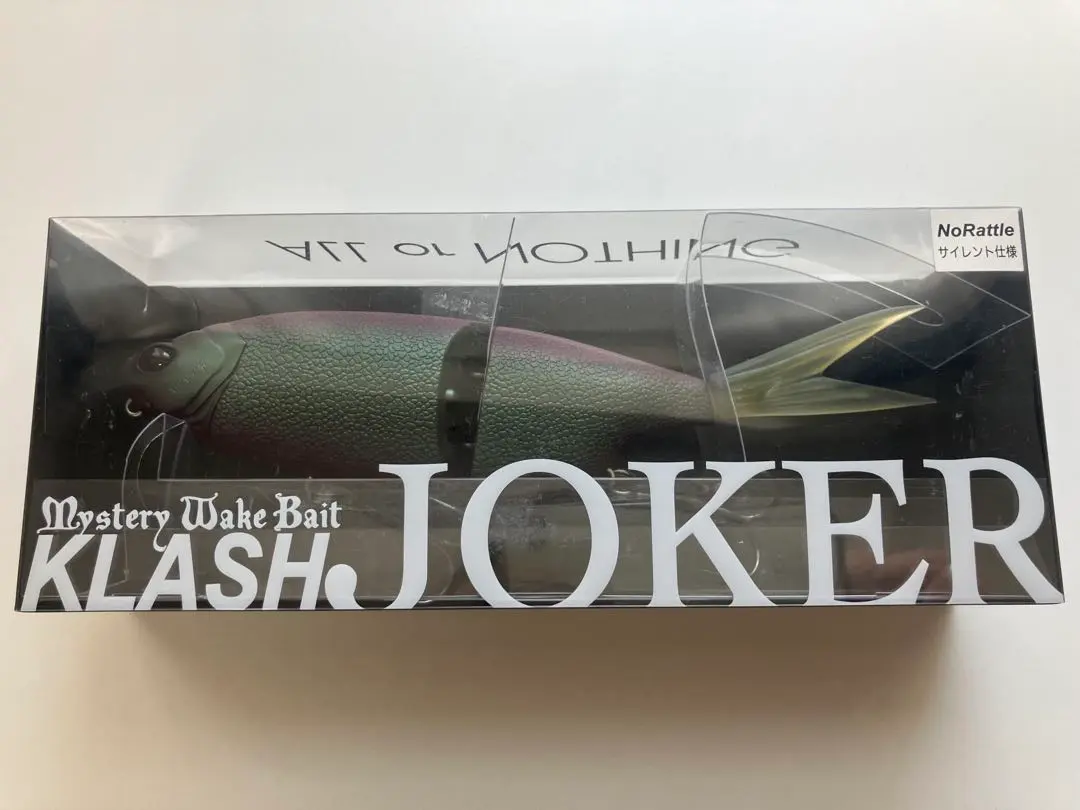 ALL or NOTHING
NoRattle
サイレント仕様
Mystery Wake Bait
KLASH JOKER